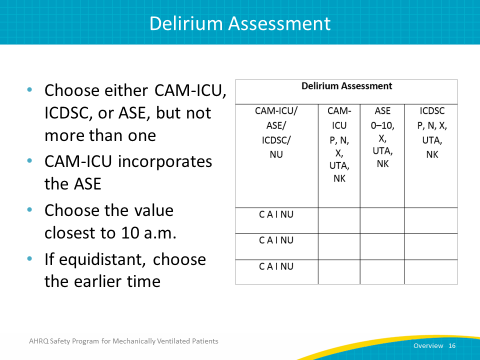 Delirium Assessment
• Choose either CAM-ICU,
ICDSC, or ASE, but not
more than one
• CAM-ICU incorporates
the ASE
• Choose the value
closest to 10 a.m.
• If equidistant, choose
the earlier time
Delirium Assessment
CAM-ICU/
ASE/
ICDSC/
NU
CAM-
ICU
P, N,
X,
UTA,
NK
ASE
0–10,
X,
UTA,
NK
ICDSC
P, N, X,
UTA,
NK
C A I NU
C A I NU
C A I NU
AHRQ Safety Program for Mechanically Ventilated Patients
Overview 16